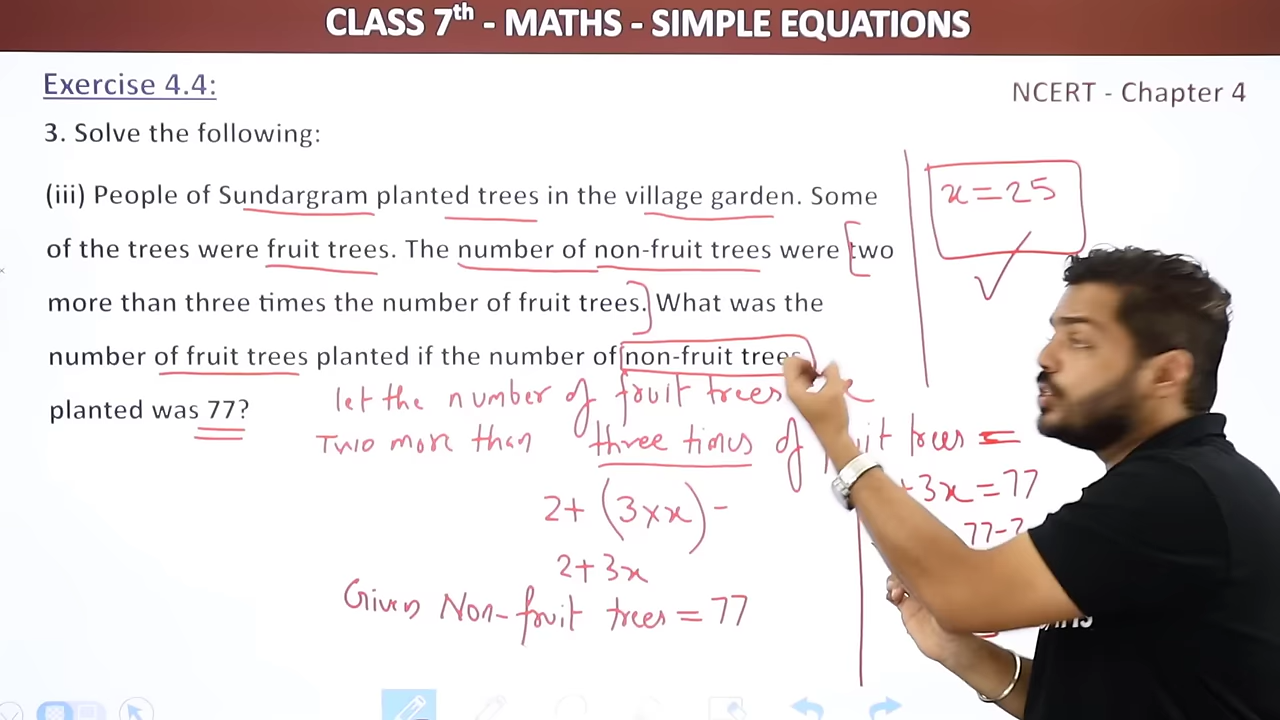 CLASS 7th - MATHS - SIMPLE EQUATIONS
Exercise 4.4:
NCERT - Chapter 4
3. Solve the following:
(iii) People of Sundargram planted trees in the village garden. Some
of the trees were fruit trees. The number of non-fruit trees were two
more than three times the number of fruit trees. What was the
number of fruit trees planted if the number of non-fruit trees
planted was 77?
x = 25
let the number of fruit trees x
Two more than three times of fruit trees =
2 + (3 × x) =
2 + 3x
Given Non-fruit trees = 77
+ 3x = 77
77 - 2